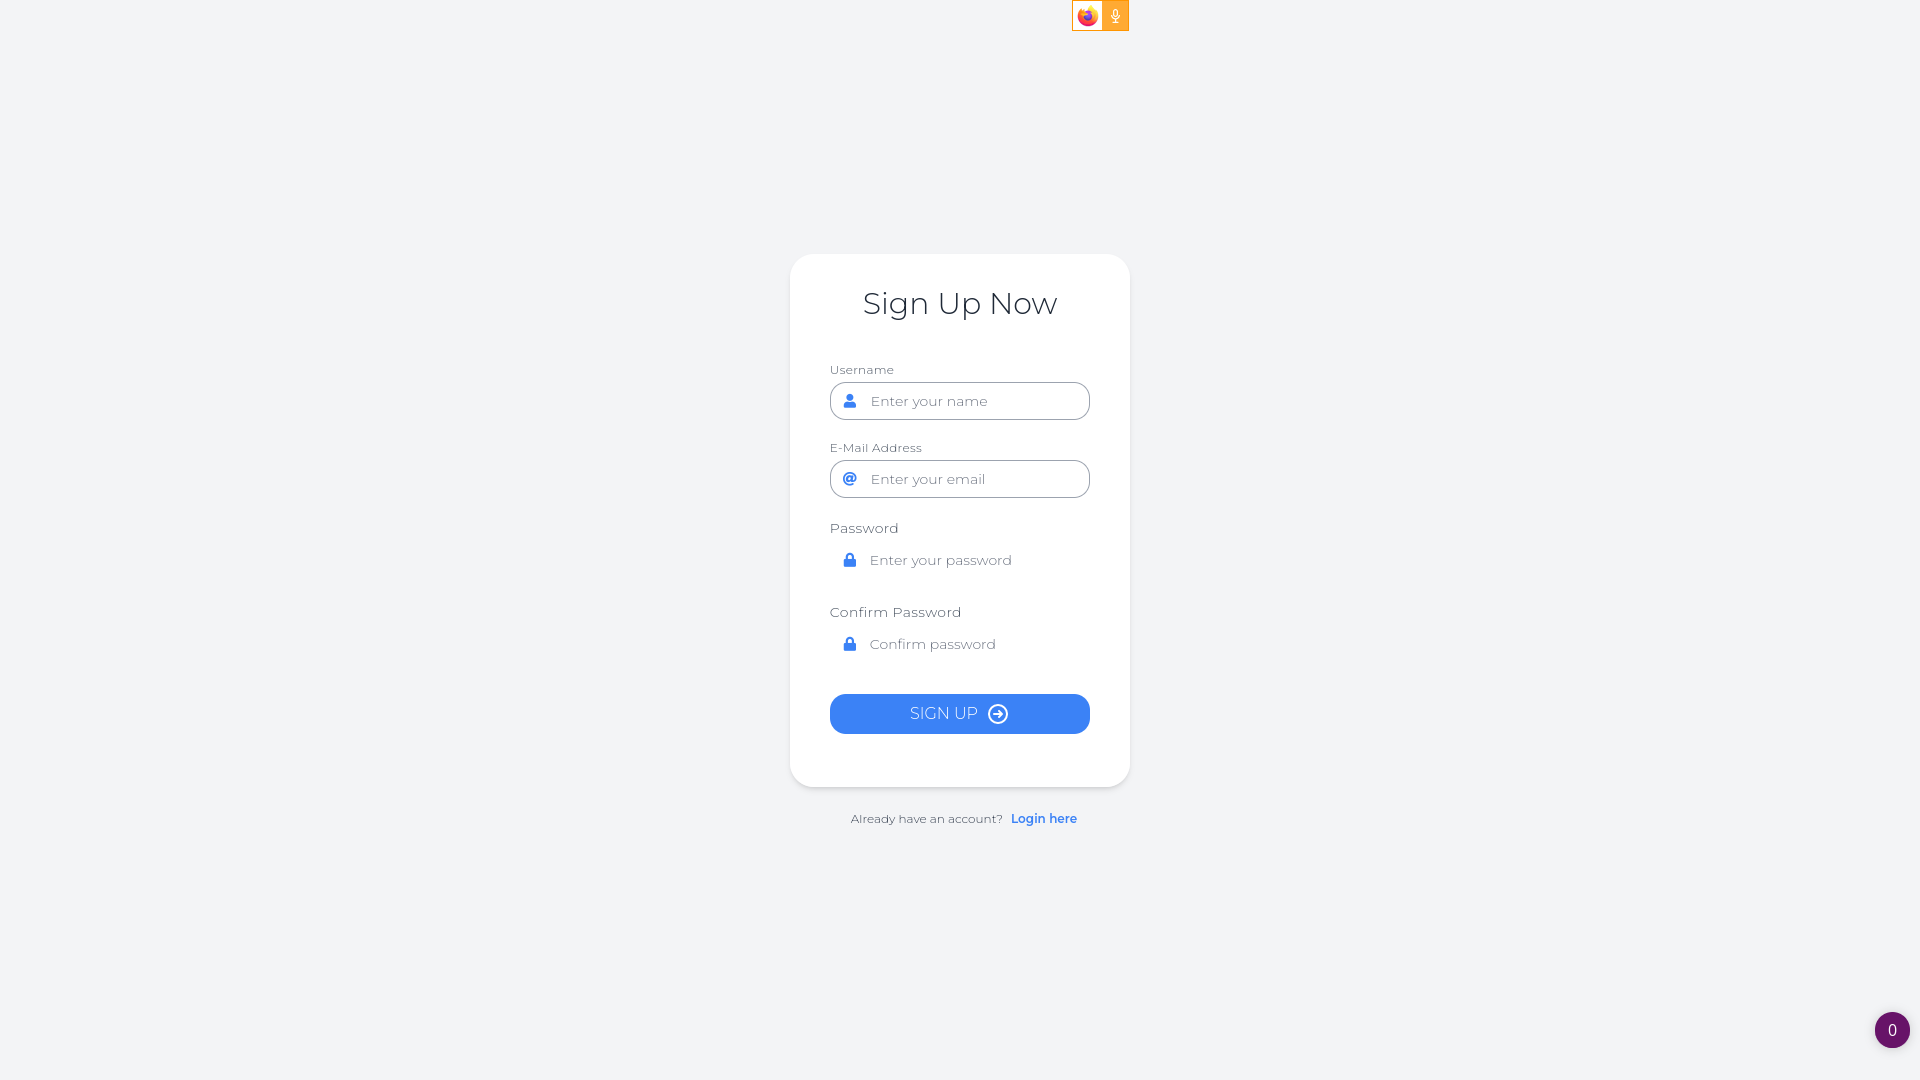 Sign Up Now
Username
Enter your name
E-Mail Address
Enter your email
Password
Enter your password
Confirm Password
Confirm password
SIGN UP
Already have an account? Login here
0